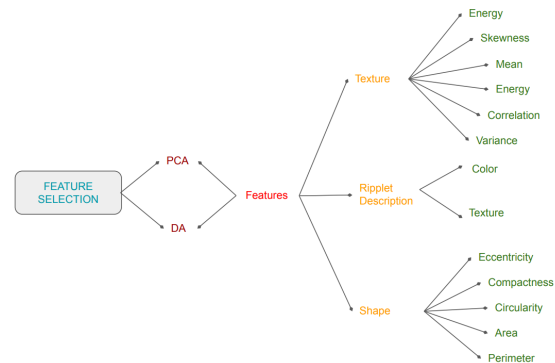 FEATURE
SELECTION
PCA
DA
Features
Texture
Energy
Skewness
Mean
Energy
Correlation
Variance
Ripplet
Description
Color
Texture
Shape
Eccentricity
Compactness
Circularity
Area
Perimeter